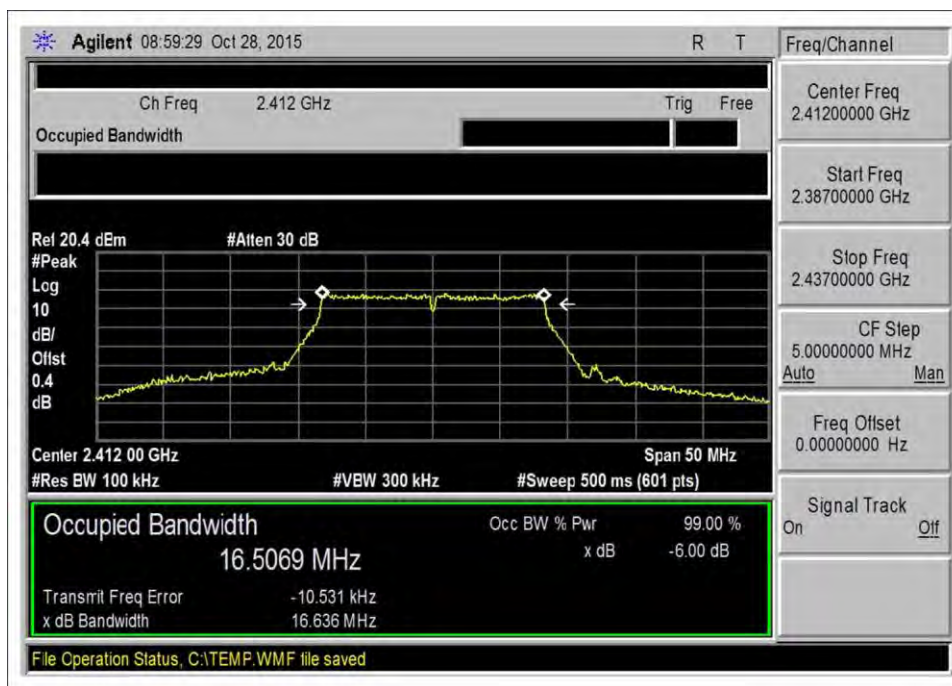 Agilent 08:59:29 Oct 28, 2015 R T
Freq/Channel
Ch Freq 2.412 GHz Trig Free
Occupied Bandwidth
Center Freq
2.41200000 GHz
Start Freq
2.38700000 GHz
Stop Freq
2.43700000 GHz
CF Step
5.00000000 MHz
Auto Man
Freq Offset
0.00000000 Hz
Signal Track
On Off
Ref 20.4 dBm #Atten 30 dB
#Peak
Log
10
dB/
Offst
0.4
dB
Center 2.412 00 GHz Span 50 MHz
#Res BW 100 kHz #VBW 300 kHz #Sweep 500 ms (601 pts)
Occupied Bandwidth Occ BW % Pwr 99.00 %
16.5069 MHz x dB -6.00 dB
Transmit Freq Error -10.531 kHz
x dB Bandwidth 16.636 MHz
File Operation Status, C:\TEMP.WMF file saved